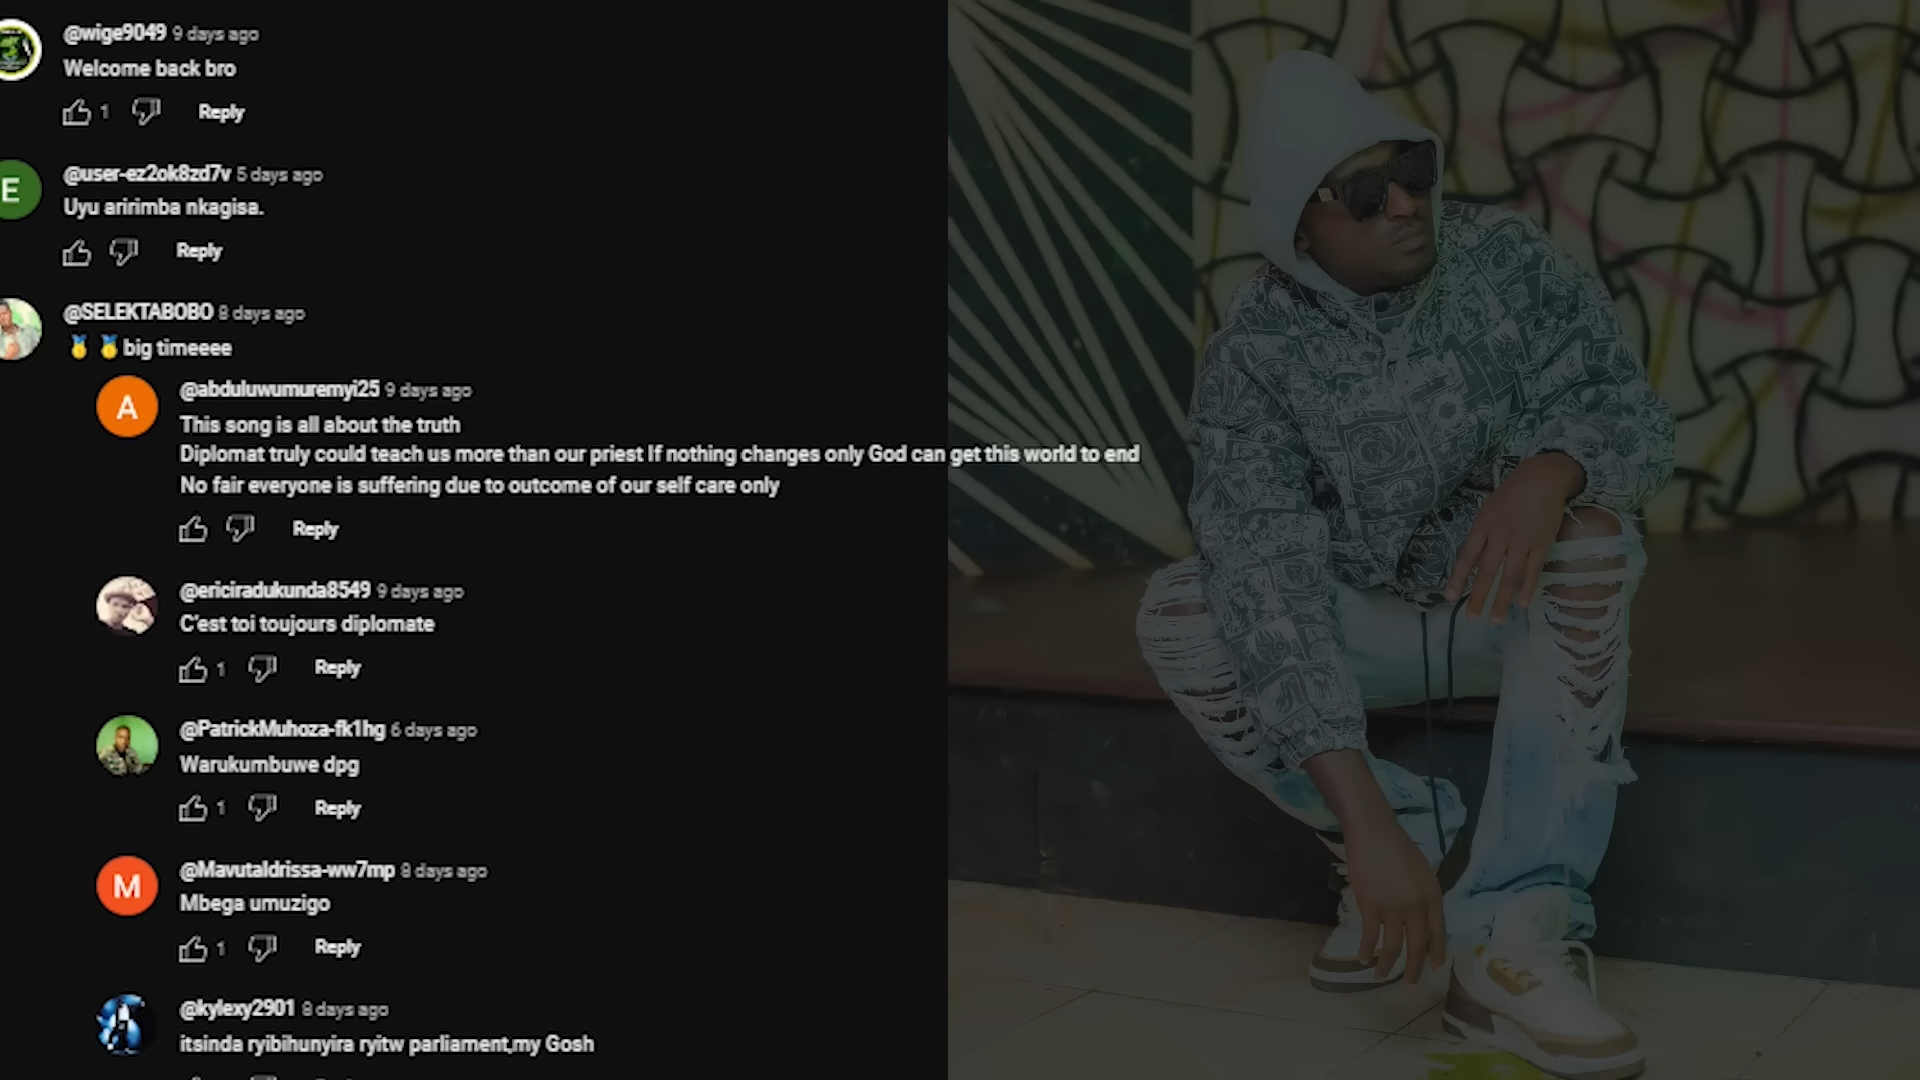 @wige9049 9 days ago
Welcome back bro
1 Reply
E
@user-ez2ok8zd7v 5 days ago
Uyu aririmba nkagisa.
Reply
@SELEKTABOBO 8 days ago
🏅 🏅 big timeeee
A
@abduluwumuremyi25 9 days ago
This song is all about the truth
Diplomat truly could teach us more than our priest If nothing changes only God can get this world to end
No fair everyone is suffering due to outcome of our self care only
Reply
@ericiradukunda8549 9 days ago
C'est toi toujours diplomate
1 Reply
@PatrickMuhoza-fk1hg 6 days ago
Warukumbuwe dpg
1 Reply
M
@MavutaIdrissa-ww7mp 8 days ago
Mbega umuzigo
1 Reply
@kylexy2901 8 days ago
itsinda ryibihunyira ryitw parliament,my Gosh